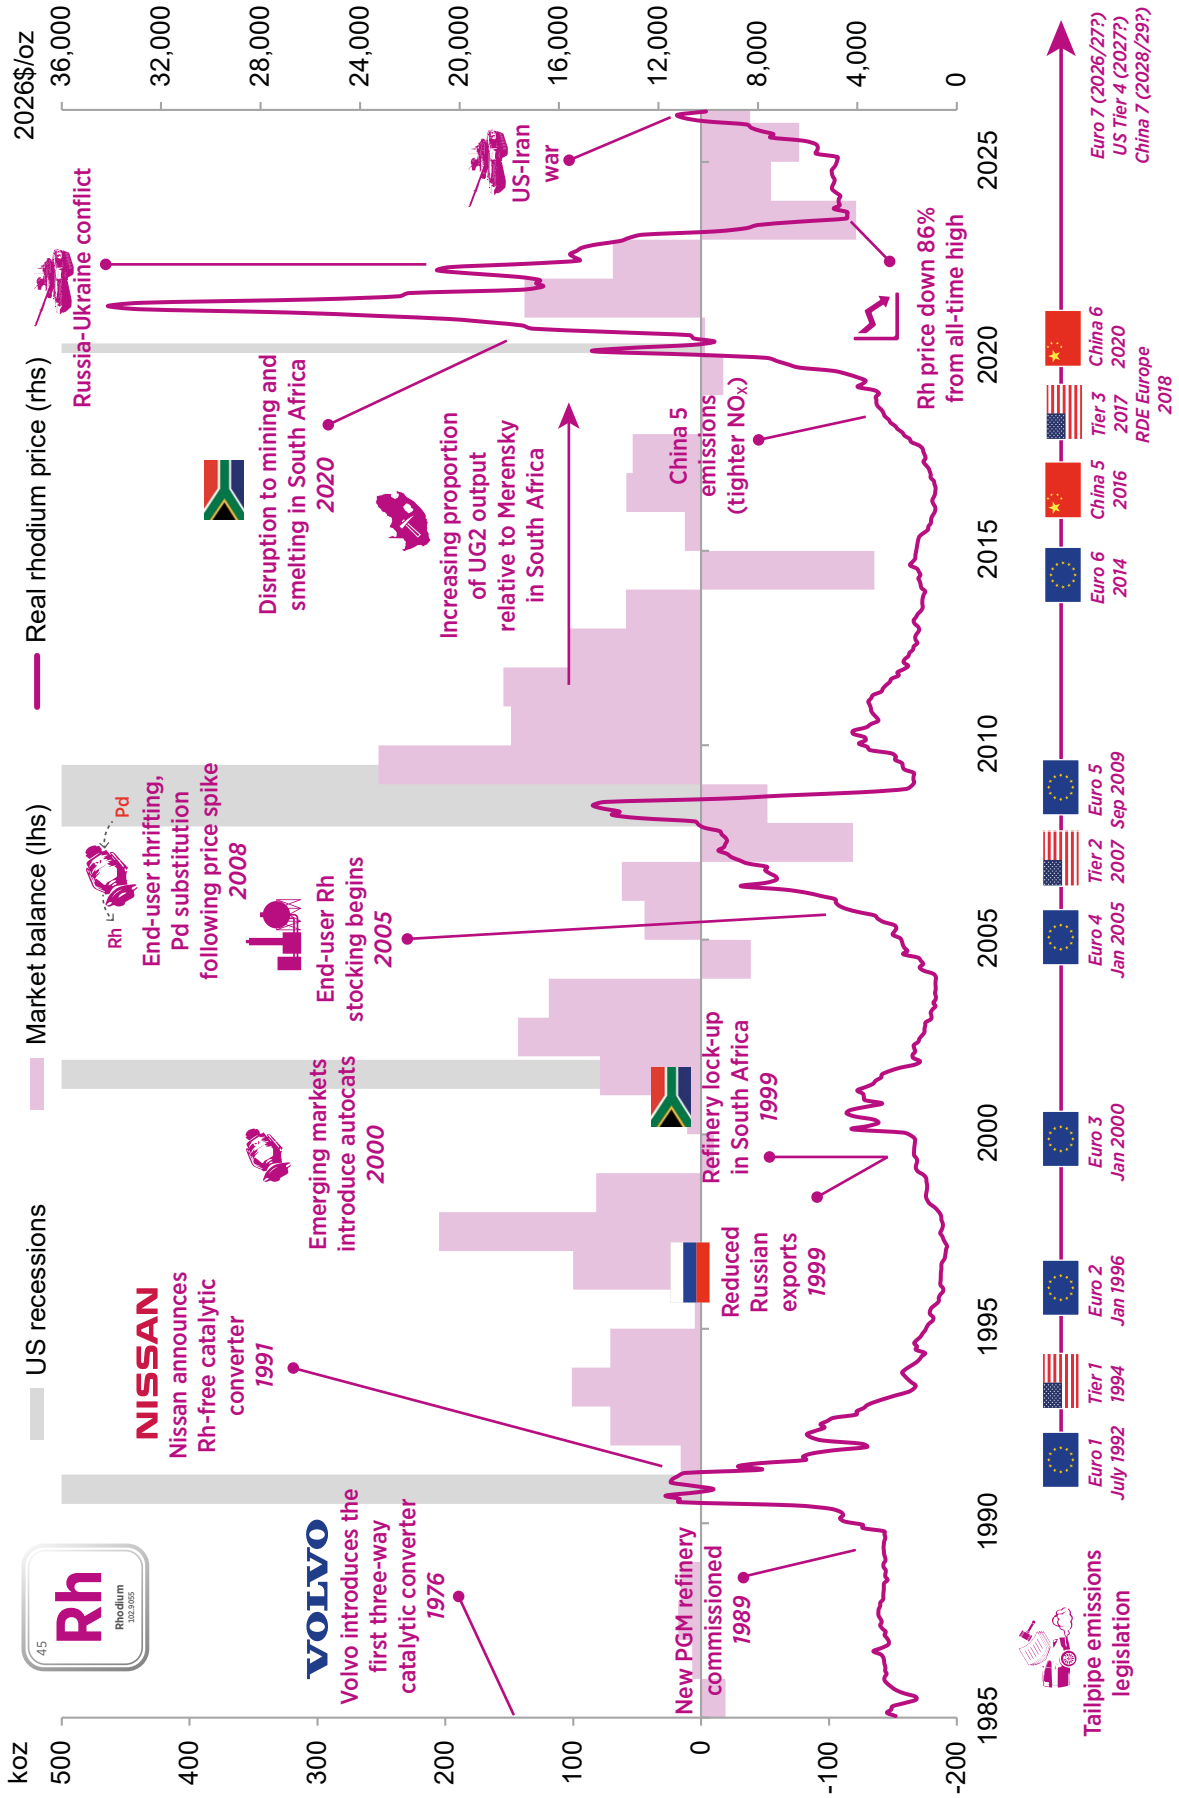 45
Rh
Rhodium
102.9055
US recessions
Market balance (lhs)
Real rhodium price (rhs)
koz
500
400
300
200
100
0
-100
-200
2026$/oz
36,000
32,000
28,000
24,000
20,000
16,000
12,000
8,000
4,000
0
1985
1990
1995
2000
2005
2010
2015
2020
2025
VOLVO
Volvo introduces the
first three-way
catalytic converter
1976
New PGM refinery
commissioned
1989
NISSAN
Nissan announces
Rh-free catalytic
converter
1991
Emerging markets
introduce autocats
2000
Reduced
Russian
exports
1999
Refinery lock-up
in South Africa
1999
Rh
Pd
End-user thrifting,
Pd substitution
following price spike
2008
End-user Rh
stocking begins
2005
Disruption to mining and
smelting in South Africa
2020
Increasing proportion
of UG2 output
relative to Merensky
in South Africa
China 5
emissions
(tighter NOX)
Russia-Ukraine conflict
US-Iran
war
Rh price down 86%
from all-time high
Tailpipe emissions
legislation
Euro 1
July 1992
Tier 1
1994
Euro 2
Jan 1996
Euro 3
Jan 2000
Euro 4
Jan 2005
Tier 2
2007
Euro 5
Sep 2009
Euro 6
2014
China 5
2016
Tier 3
2017
RDE Europe
2018
China 6
2020
Euro 7 (2026/27?)
US Tier 4 (2027?)
China 7 (2028/29?)